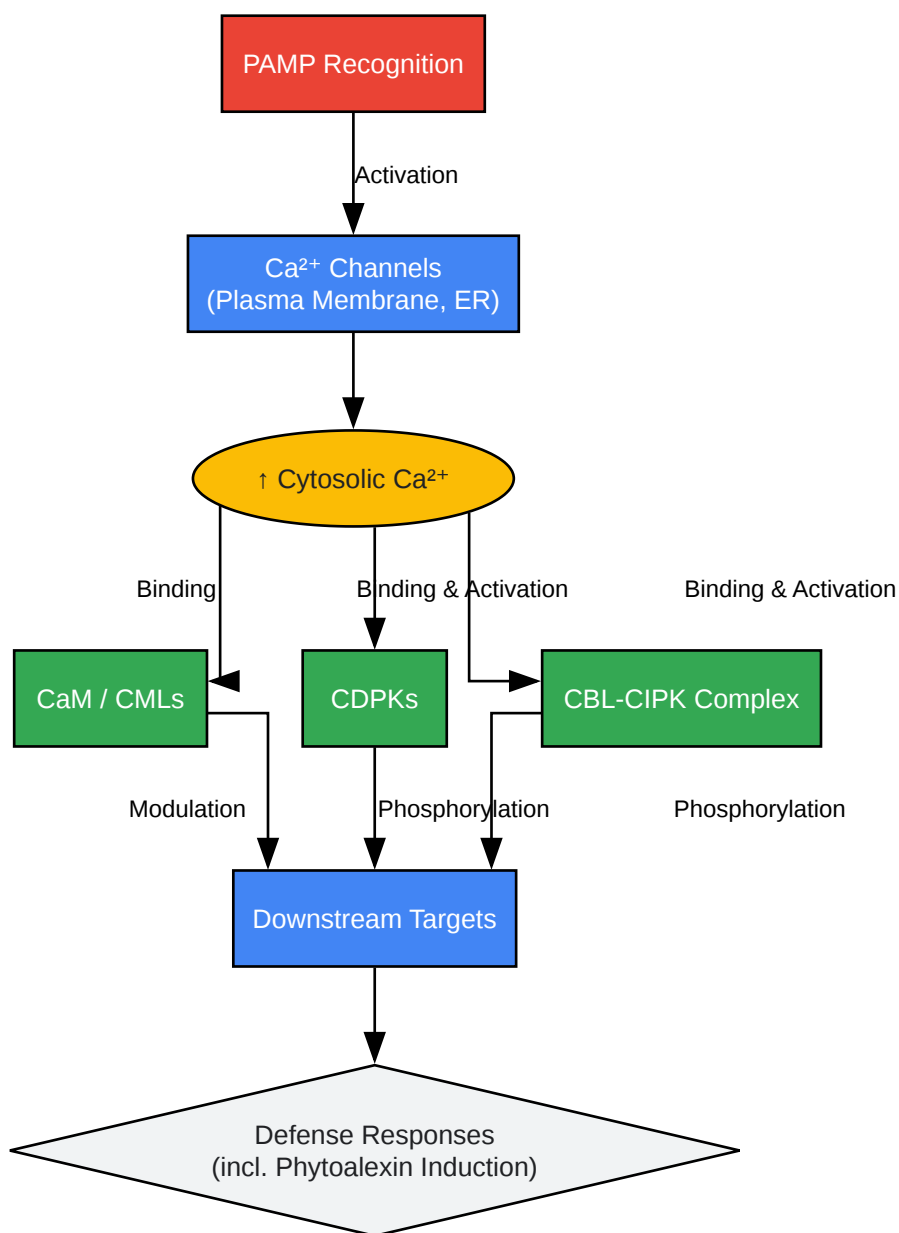 PAMP Recognition
Activation
Ca²⁺ Channels
(Plasma Membrane, ER)
↑ Cytosolic Ca²⁺
Binding
Binding & Activation
Binding & Activation
CaM / CMLs
CDPKs
CBL-CIPK Complex
Modulation
Phosphorylation
Phosphorylation
Downstream Targets
Defense Responses
(incl. Phytoalexin Induction)